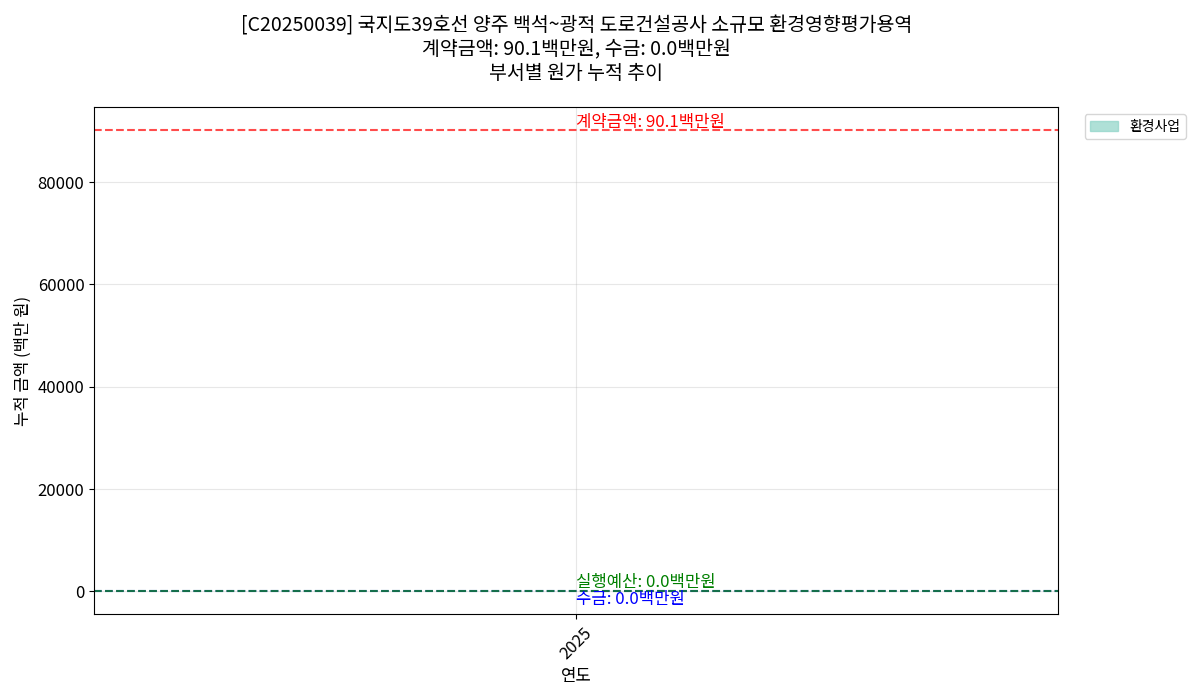 [C20250039] 국지도39호선 양주 백석~광적 도로건설공사 소규모 환경영향평가용역
계약금액: 90.1백만원, 수금: 0.0백만원
부서별 원가 누적 추이
계약금액: 90.1백만원
환경사업
80000
60000
40000
20000
0
누적 금액 (백만 원)
실행예산: 0.0백만원
수금: 0.0백만원
2025
연도